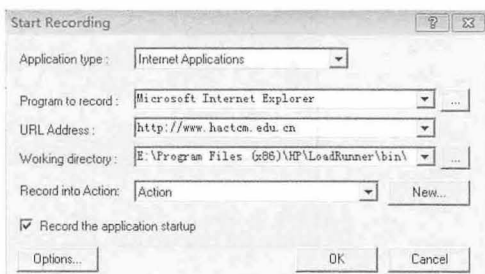 Start Recording
Application type : Internet Applications
Program to record : Microsoft Internet Explorer ...
URL Address : http://www.hactcm.edu.cn
Working directory : E:\Program Files (x86)\HP\LoadRunner\bin\ ...
Record into Action: Action New...
Record the application startup
Options... OK Cancel